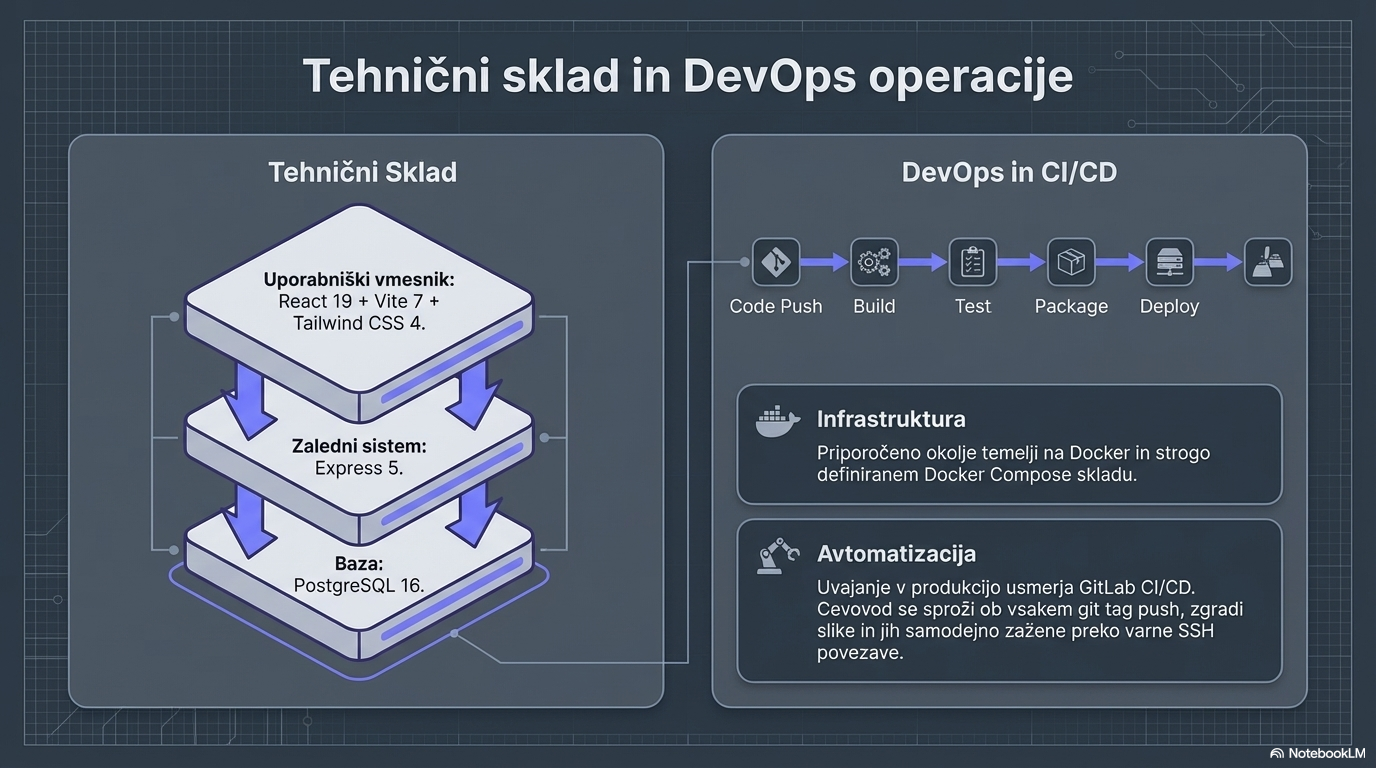 Tehnični sklad in DevOps operacije
Tehnični Sklad
Uporabniški vmesnik:
React 19 + Vite 7 +
Tailwind CSS 4.
Zaledni sistem:
Express 5.
Baza:
PostgreSQL 16.
DevOps in CI/CD
Code Push
Build
Test
Package
Deploy
Infrastruktura
Priporočeno okolje temelji na Docker in strogo
definiranem Docker Compose skladu.
Avtomatizacija
Uvajanje v produkcijo usmerja GitLab CI/CD.
Cevovod se sproži ob vsakem git tag push, zgradi
slike in jih samodejno zažene preko varne SSH
povezave.
NotebookLM